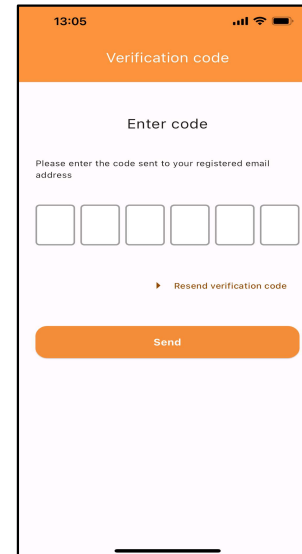 13:05
Verification code
Enter code
Please enter the code sent to your registered email
address
Resend verification code
Send